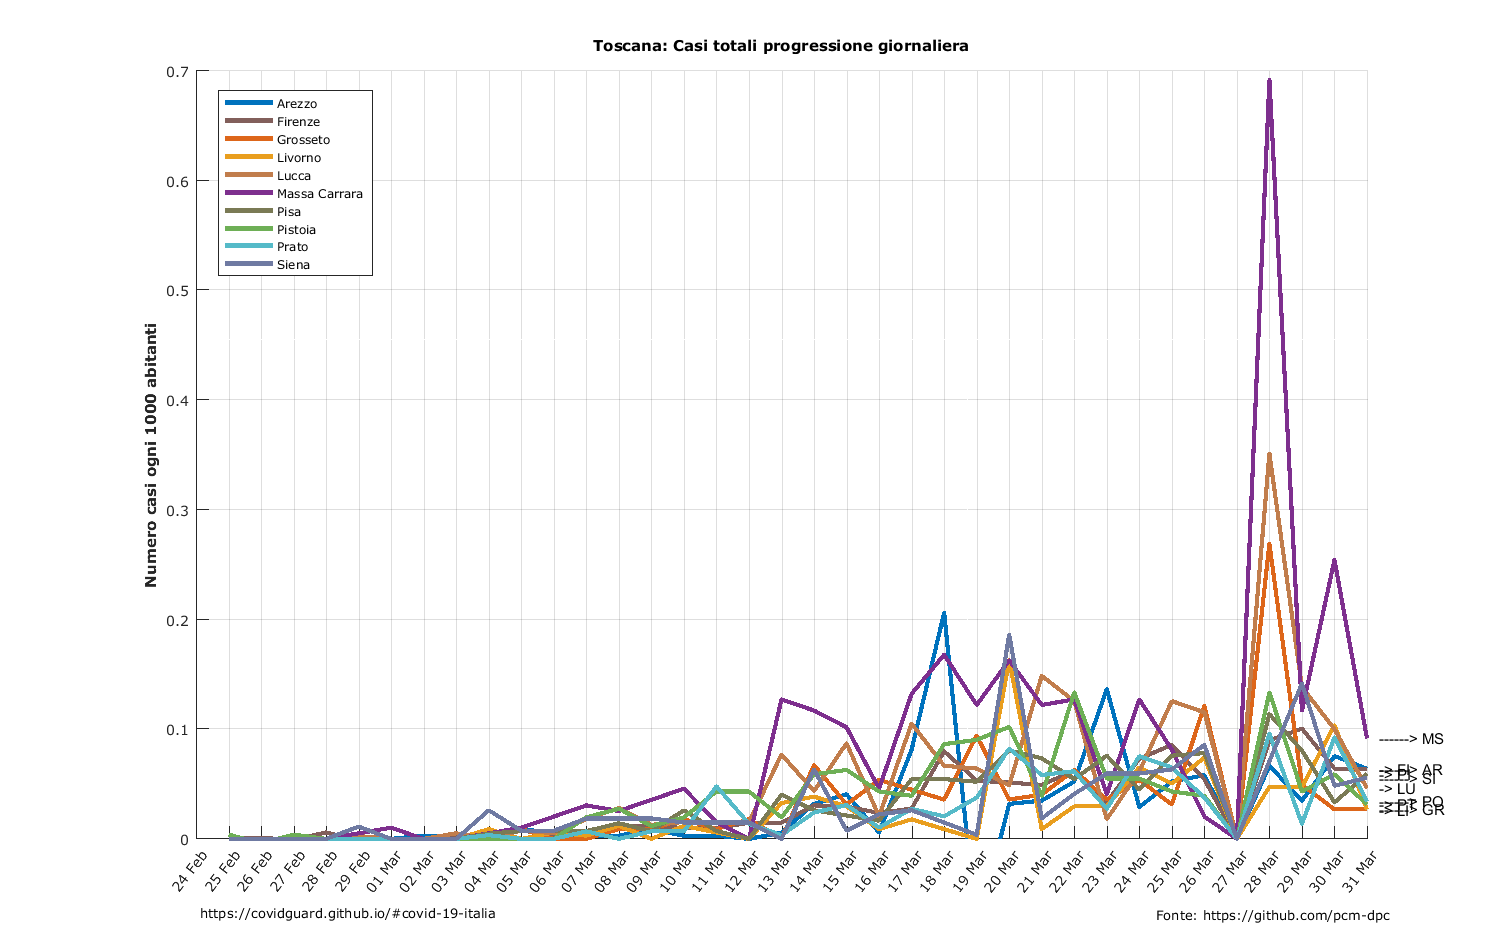 Toscana: Casi totali progressione giornaliera
Numero casi ogni 1000 abitanti
0.7
0.6
0.5
0.4
0.3
0.2
0.1
0
Arezzo
Firenze
Grosseto
Livorno
Lucca
Massa Carrara
Pisa
Pistoia
Prato
Siena
------> MS
AR
SI
-> LU
PO
GR
24 Feb
25 Feb
26 Feb
27 Feb
28 Feb
29 Feb
01 Mar
02 Mar
03 Mar
04 Mar
05 Mar
06 Mar
07 Mar
08 Mar
09 Mar
10 Mar
11 Mar
12 Mar
13 Mar
14 Mar
15 Mar
16 Mar
17 Mar
18 Mar
19 Mar
20 Mar
21 Mar
22 Mar
23 Mar
24 Mar
25 Mar
26 Mar
27 Mar
28 Mar
29 Mar
30 Mar
31 Mar
https://covidguard.github.io/#covid-19-italia
Fonte: https://github.com/pcm-dpc